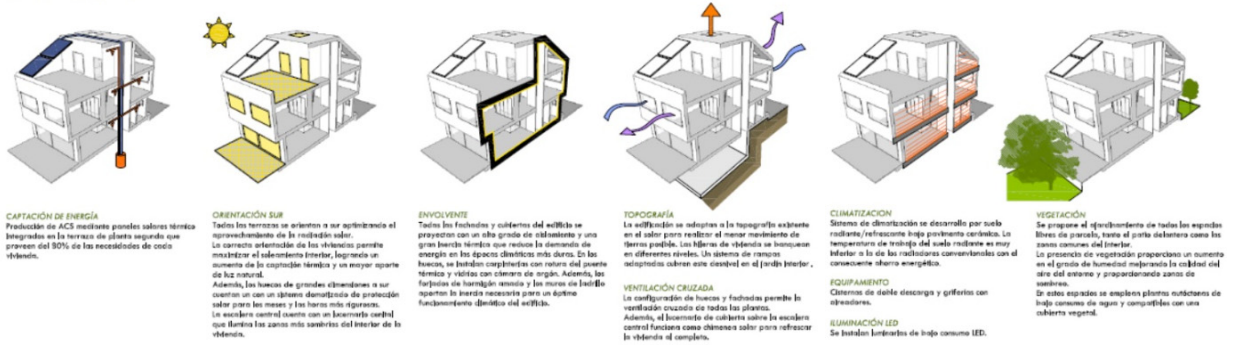 CAPTACIÓN DE ENERGÍA
Producción de ACS mediante paneles solares térmico
integrados en la terraza de planta segunda que
proveen del 90% de las necesidades de cada
vivienda.
ORIENTACIÓN SUR
Todas las terrazas se orientan a sur optimizando el
aprovechamiento de la radiación solar.
La correcta orientación de las viviendas permite
maximizar el soleamiento interior, logrando un
aumento de la captación térmica y un mayor aporte
de luz natural.
Además, los huecos de grandes dimensiones a sur
cuentan un con un sistema domotizado de protección
solar para los meses y las horas más rigurosas.
La escalera central cuenta con un lucernario cenital
que ilumina las zonas más sombrías del interior de la
vivienda.
ENVOLVENTE
Todas las fachadas y cubiertas del edificio se
proyectan con un alto grado de aislamiento y una
gran inercia térmica que reduce la demanda de
energía en las épocas climáticas más duras. En los
huecos, se instalan carpinterías con rotura del puente
térmico y vidrios con cámara de argón. Además, los
forjados de hormigón armado y los muros de ladrillo
aportan la inercia necesaria para un óptimo
funcionamiento climático del edificio.
TOPOGRAFÍA
La edificación se adaptan a la topografía existente
en el solar para realizar el menor movimiento de
tierras posible. Las hileras de vivienda se banquean
en diferentes niveles. Un sistema de rampas
adaptadas cubren este desnivel en el jardín interior.
VENTILACIÓN CRUZADA
La configuración de huecos y fachadas permite la
ventilación cruzada de todas las plantas.
Además, el lucernario de cubierta sobre la escalera
central funciona como chimenea solar para refrescar
la vivienda al completo.
CLIMATIZACION
Sistema de climatización se desarrolla por suelo
radiante/refrescante bajo pavimento cerámico. La
temperatura de trabajo del suelo radiante es muy
inferior a la de los radiadores convencionales con el
consecuente ahorro energético.
EQUIPAMIENTO
Cisternas de doble descarga y griferías con
aireadores.
ILUMINACIÓN LED
Se instalan luminarias de bajo consumo LED.
VEGETACIÓN
Se propone el ajardinamiento de todos los espacios
libres de parcela, tanto el patio delantero como las
zonas comunes del interior.
La presencia de vegetación proporciona un aumento
en el grado de humedad mejorando la calidad del
aire del entorno y proporcionando zonas de
sombreo.
En estos espacios se emplean plantas autóctonas de
bajo consumo de agua y compatibles con una
cubierta vegetal.